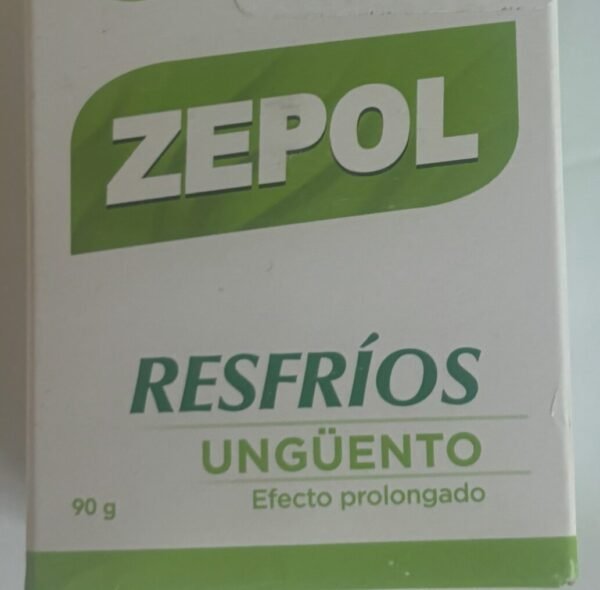 ZEPOL
RESFRÍOS
UNGÜENTO
Efecto prolongado
90 g